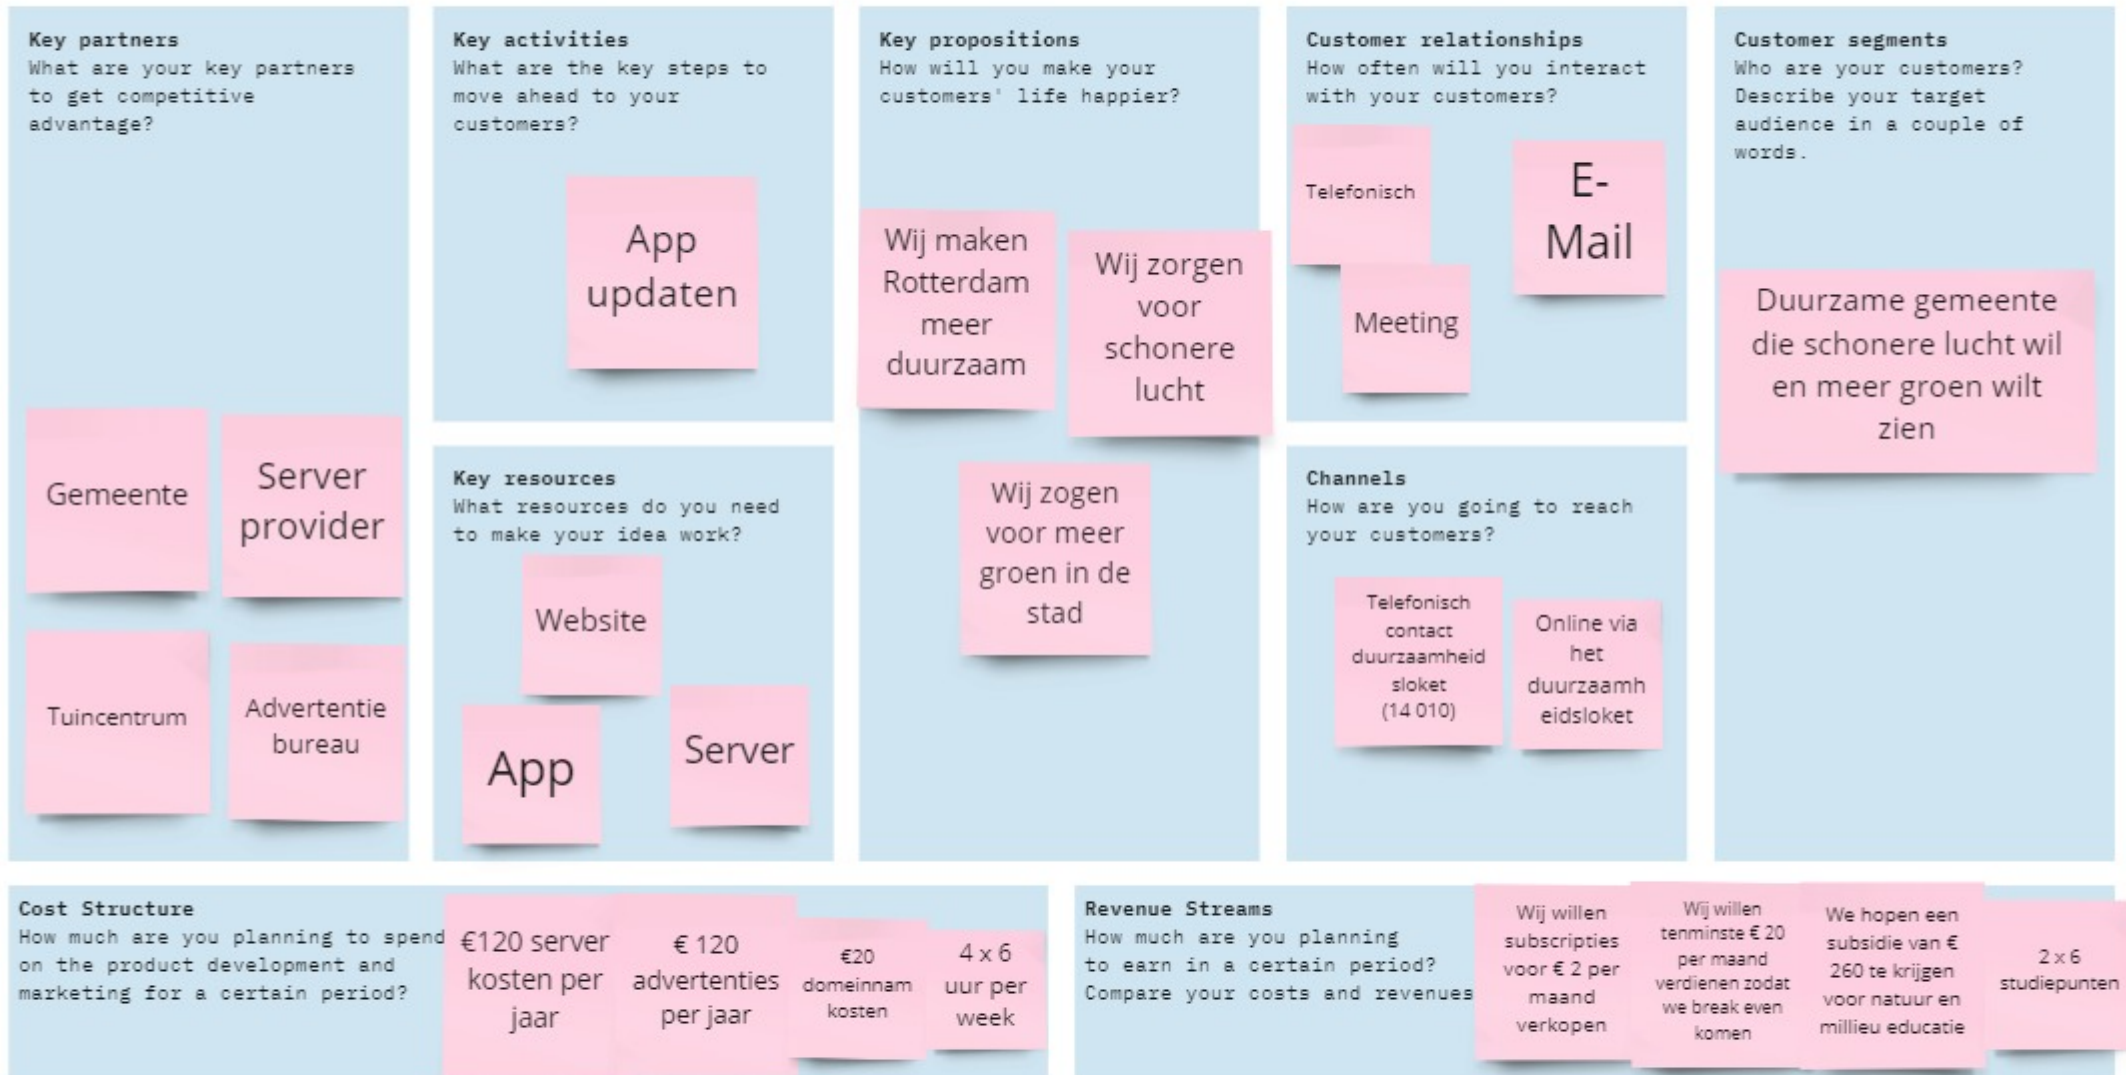 Key partners
What are your key partners
to get competitive
advantage?
Gemeente
Server
provider
Tuincentrum
Advertentie
bureau
Key activities
What are the key steps to
move ahead to your
customers?
App
updaten
Key resources
What resources do you need
to make your idea work?
Website
App
Server
Key propositions
How will you make your
customers' life happier?
Wij maken
Rotterdam
meer
duurzaam
Wij zorgen
voor
schonere
lucht
Wij zogen
voor meer
groen in de
stad
Customer relationships
How often will you interact
with your customers?
Telefonisch
E-
Mail
Meeting
Channels
How are you going to reach
your customers?
Telefonisch
contact
duurzaamheid
sloket
(14 010)
Online via
het
duurzaamh
eidsloket
Customer segments
Who are your customers?
Describe your target
audience in a couple of
words.
Duurzame gemeente
die schonere lucht wil
en meer groen wilt
zien
Cost Structure
How much are you planning to spend
on the product development and
marketing for a certain period?
€120 server
kosten per
jaar
€ 120
advertenties
per jaar
€20
domeinnam
kosten
4 x 6
uur per
week
Revenue Streams
How much are you planning
to earn in a certain period?
Compare your costs and revenues
Wij willen
subscripties
voor € 2 per
maand
verkopen
Wij willen
tenminste € 20
per maand
verdienen zodat
we break even
komen
We hopen een
subsidie van €
260 te krijgen
voor natuur en
millieu educatie
2 x 6
studiepunten